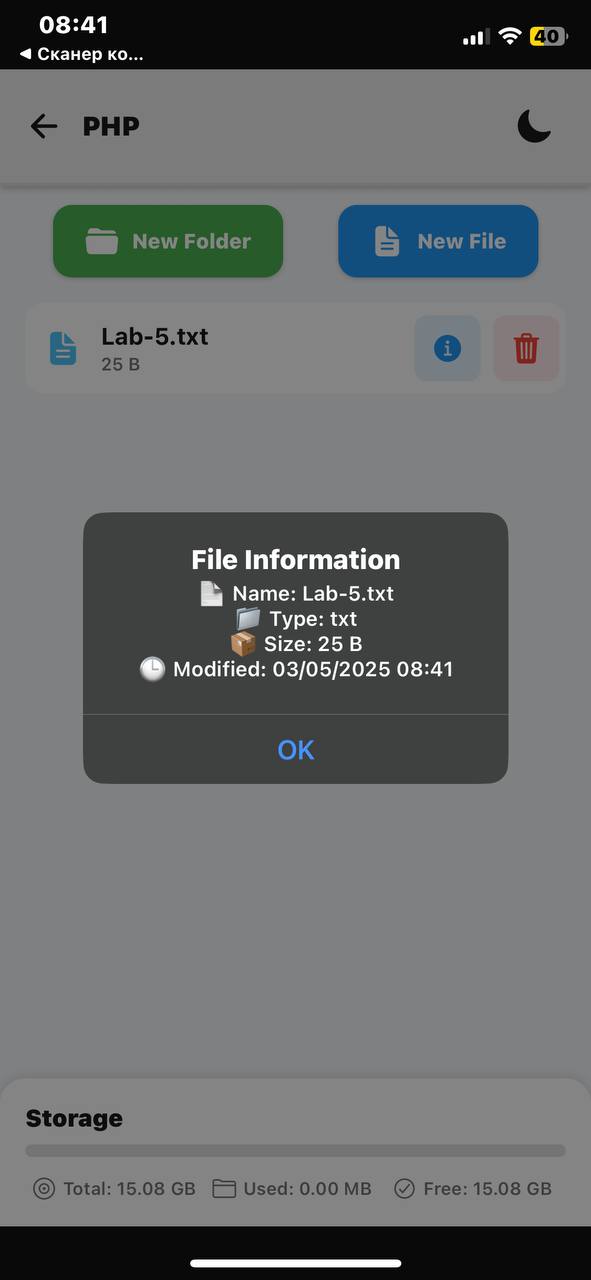 08:41
40
◀ Сканер ко...
PHP
New Folder
New File
Lab-5.txt
25 B
File Information
Name: Lab-5.txt
Type: txt
Size: 25 B
Modified: 03/05/2025 08:41
OK
Storage
Total: 15.08 GB
Used: 0.00 MB
Free: 15.08 GB